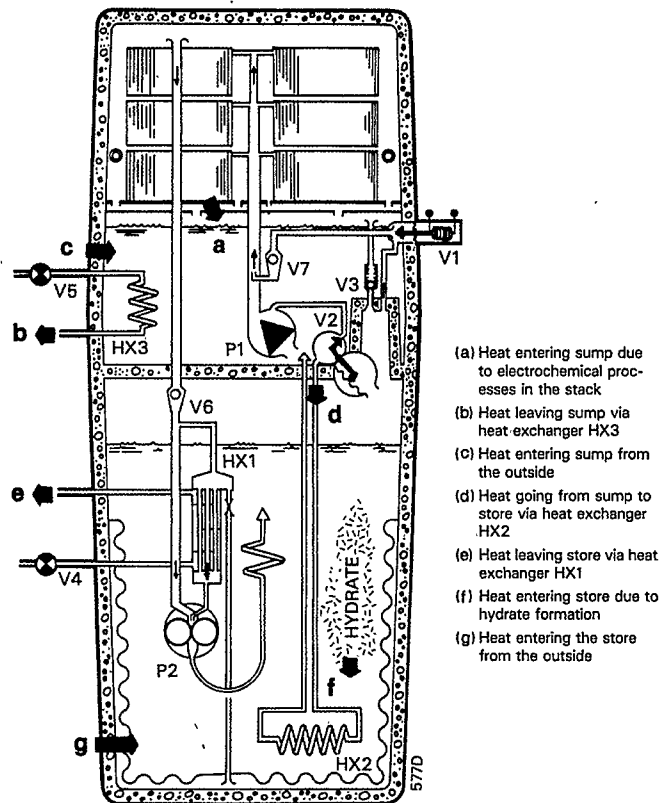 a
c
V7
V1
V3
V5
b
HX3
P1
V2
d
V6
HX1
e
V4
HYDRATE
P2
f
g
HX2
577D
(a) Heat entering sump due
to electrochemical proc-
esses in the stack
(b) Heat leaving sump via
heat exchanger HX3
(c) Heat entering sump from
the outside
(d) Heat going from sump to
store via heat exchanger
HX2
(e) Heat leaving store via heat
exchanger HX1
(f) Heat entering store due to
hydrate formation
(g) Heat entering the store
from the outside